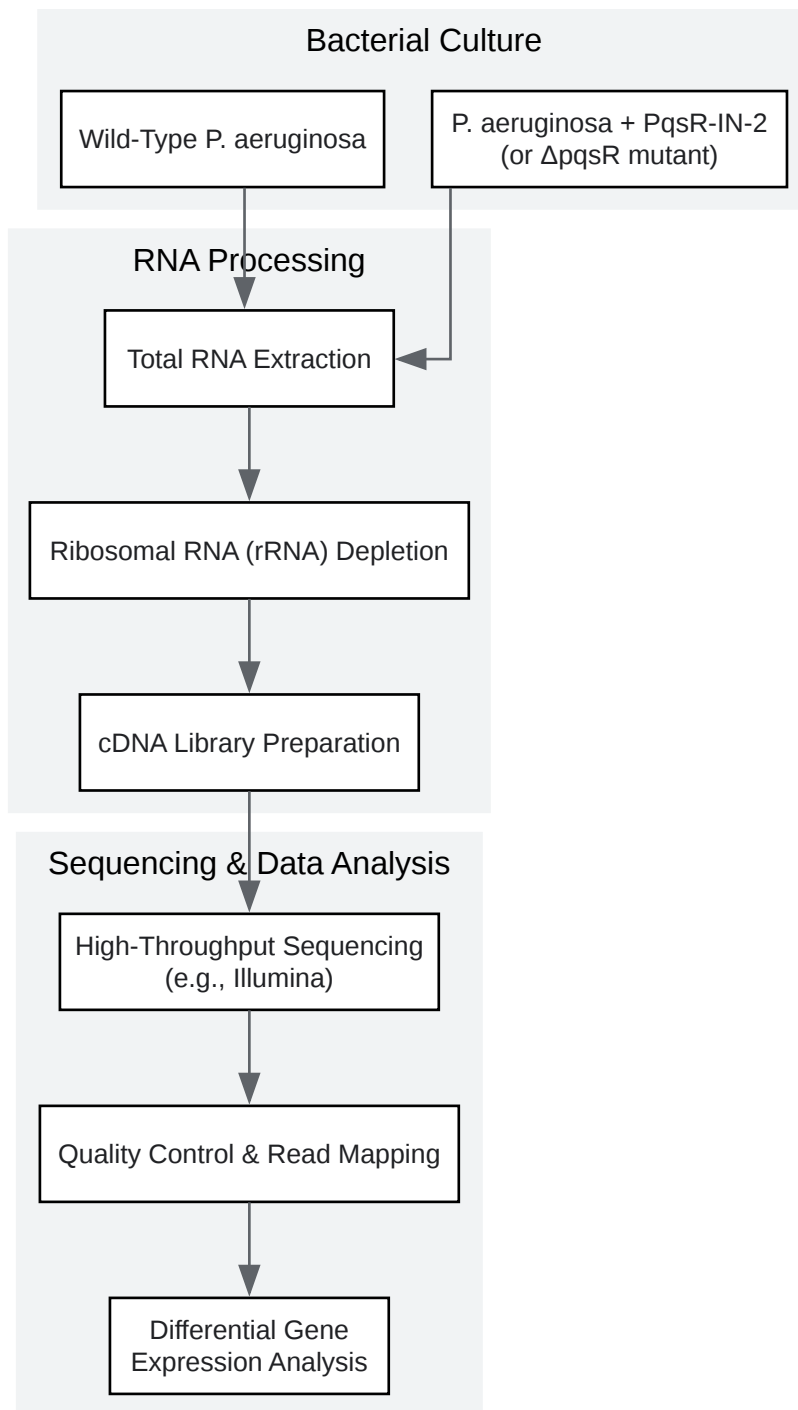 Bacterial Culture
Wild-Type P. aeruginosa
P. aeruginosa + PqsR-IN-2
(or ΔpqsR mutant)
RNA Processing
Total RNA Extraction
Ribosomal RNA (rRNA) Depletion
cDNA Library Preparation
Sequencing & Data Analysis
High-Throughput Sequencing
(e.g., Illumina)
Quality Control & Read Mapping
Differential Gene
Expression Analysis